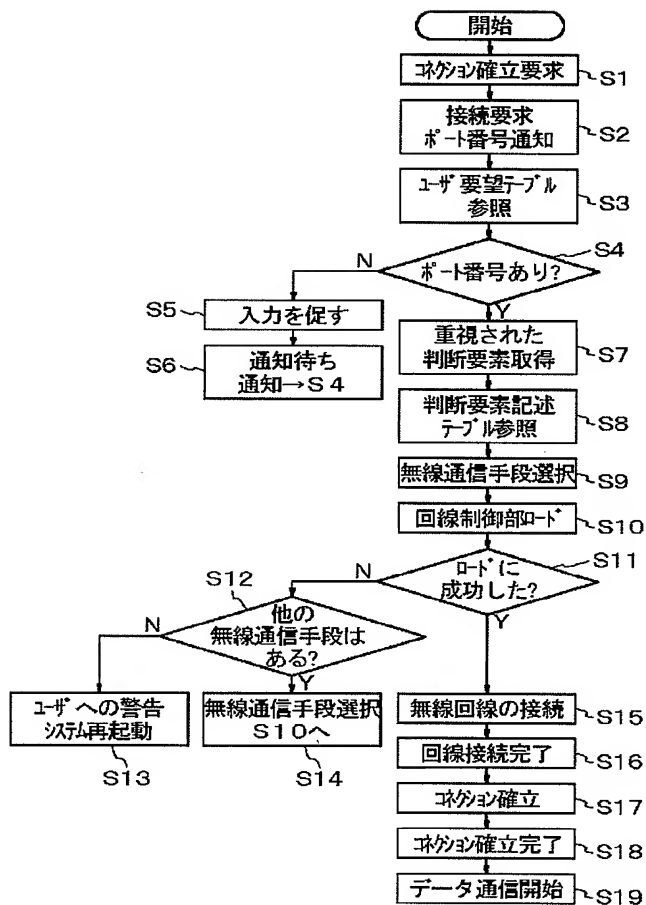 開始
コネクション確立要求
S1
接続要求
ポート番号通知
S2
ユーザ要望テーブル
参照
S3
S4
ポート番号あり?
N
Y
S5
入力を促す
S6
通知待ち
通知→S4
重視された
判断要素取得
S7
判断要素記述
テーブル参照
S8
無線通信手段選択
S9
回線制御部ロード
S10
S11
ロードに
成功した?
N
Y
S12
他の
無線通信手段は
ある?
N
Y
ユーザへの警告
システム再起動
S13
無線通信手段選択
S10へ
S14
無線回線の接続
S15
回線接続完了
S16
コネクション確立
S17
コネクション確立完了
S18
データ通信開始
S19